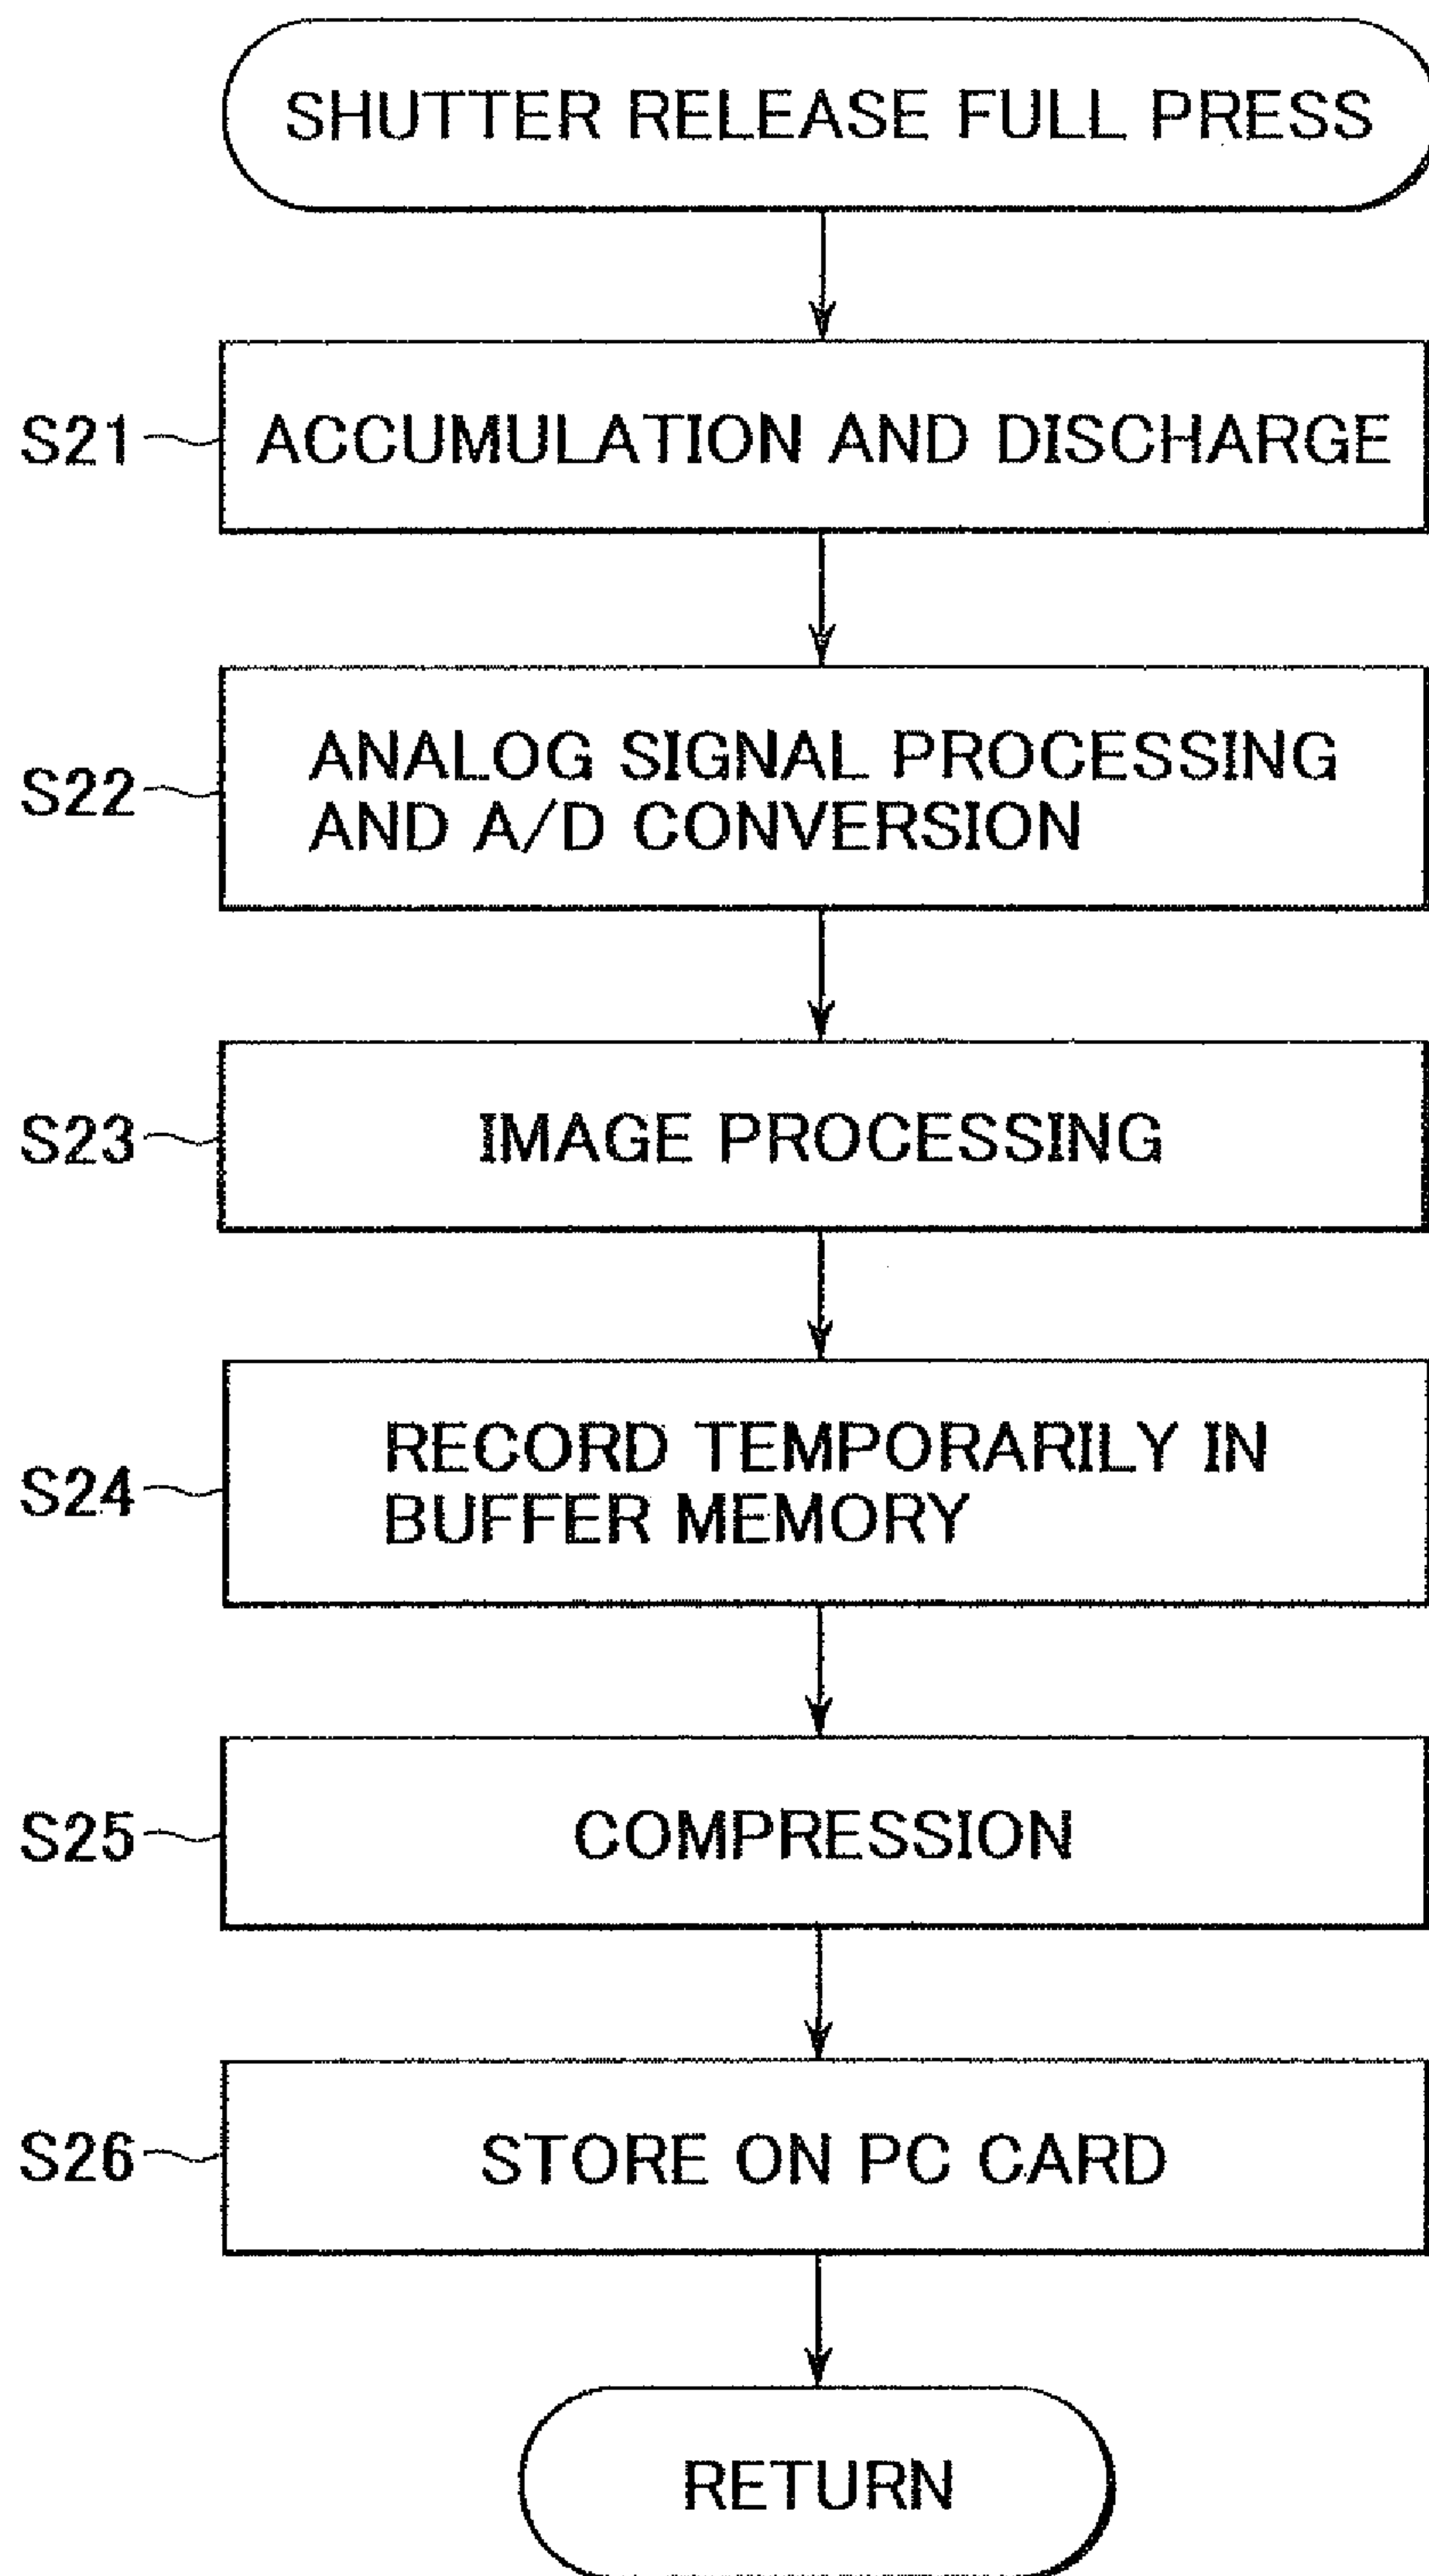 SHUTTER RELEASE FULL PRESS
S21
ACCUMULATION AND DISCHARGE
S22
ANALOG SIGNAL PROCESSING
AND A/D CONVERSION
S23
IMAGE PROCESSING
S24
RECORD TEMPORARILY IN
BUFFER MEMORY
S25
COMPRESSION
S26
STORE ON PC CARD
RETURN